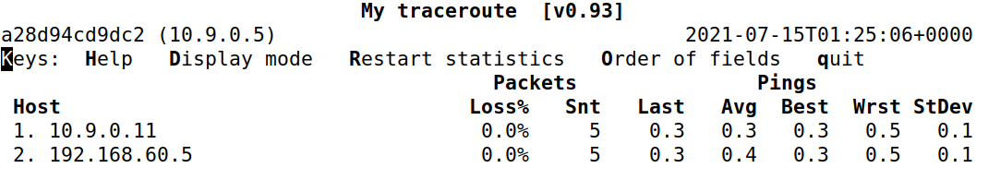 My traceroute  [v0.93]
a28d94cd9dc2 (10.9.0.5)                                  2021-07-15T01:25:06+0000
Keys:  Help   Display mode   Restart statistics   Order of fields   quit
                                         Packets               Pings
 Host                                  Loss%   Snt   Last   Avg  Best  Wrst StDev
 1. 10.9.0.11                           0.0%     5    0.3   0.3   0.3   0.5   0.1
 2. 192.168.60.5                        0.0%     5    0.3   0.4   0.3   0.5   0.1